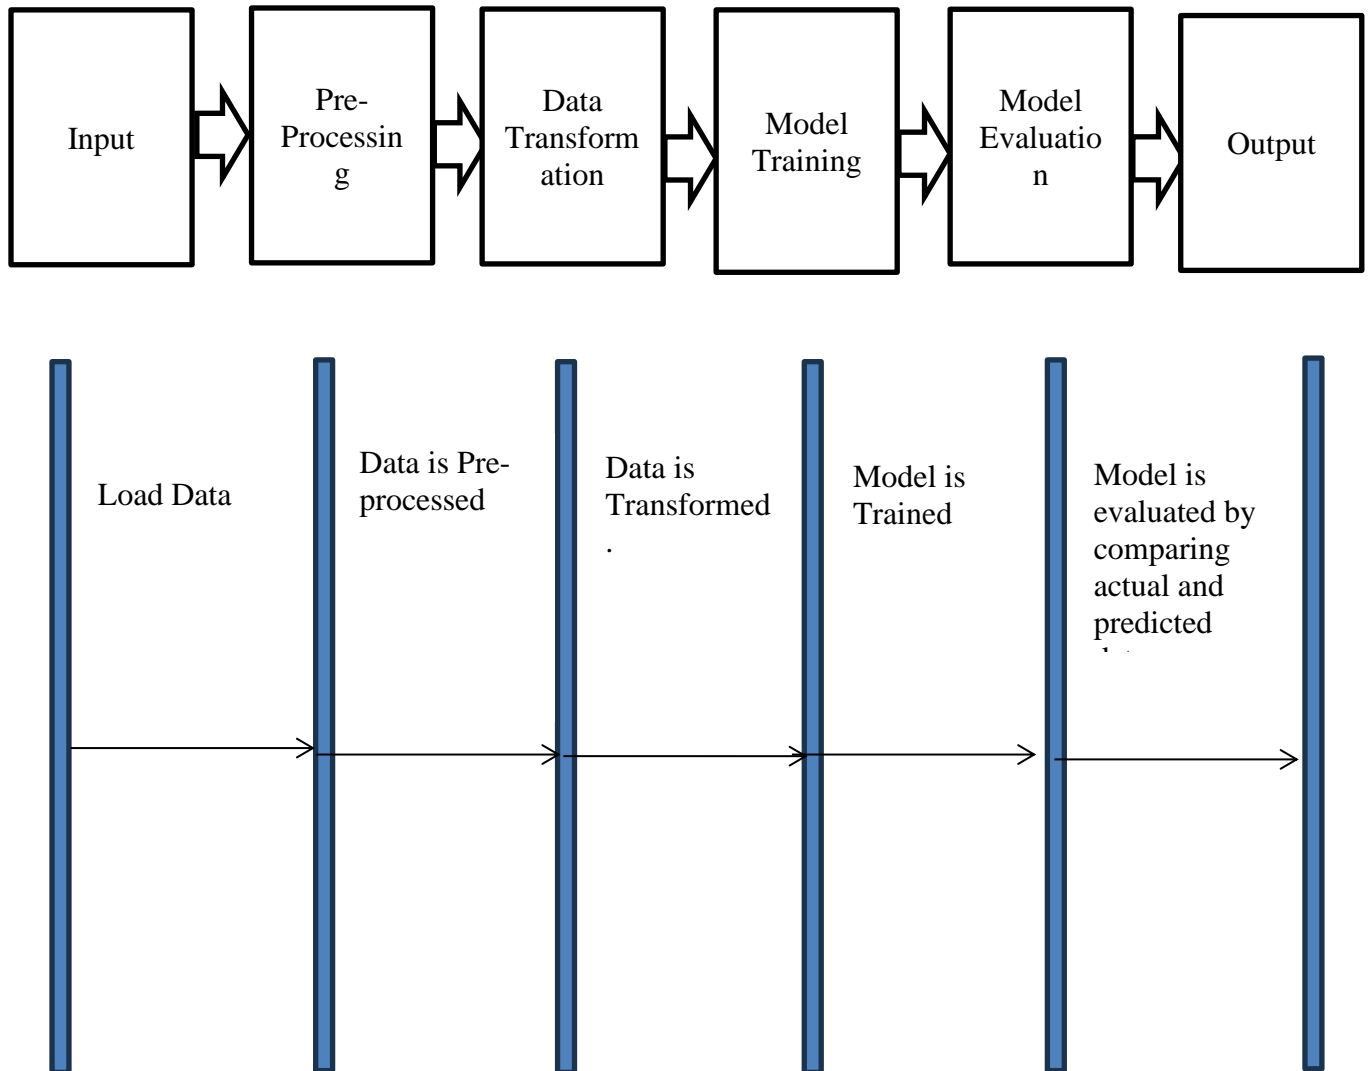 Input
Pre-
Processin
g
Data
Transform
ation
Model
Training
Model
Evaluatio
n
Output
Load Data
Data is Pre-
processed
Data is
Transformed
.
Model is
Trained
Model is
evaluated by
comparing
actual and
predicted